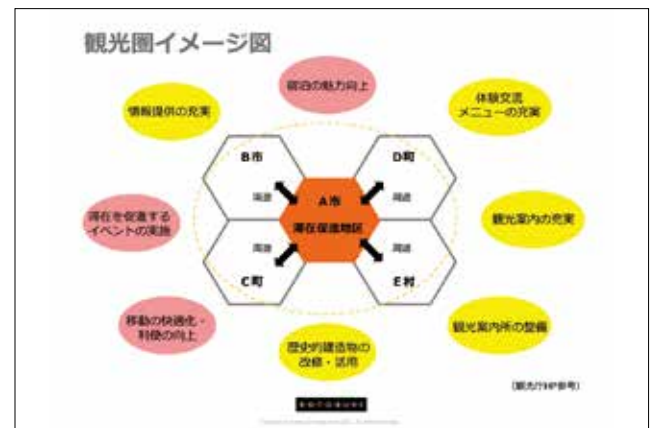 観光圏イメージ図
宿泊の魅力向上
情報提供の充実
体験交流
メニューの充実
B市
D町
周遊
周遊
A市
滞在促進地区
滞在を促進する
イベントの実施
観光案内の充実
周遊
周遊
C町
E村
移動の快適化・
利便の向上
観光案内所の整備
歴史的建造物の
改修・活用
(観光庁HP参考)
KOTOBUKI